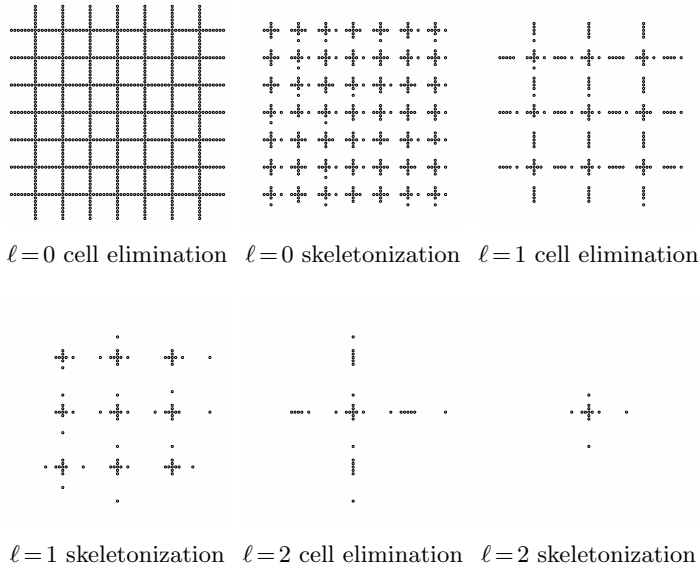 ℓ=0 cell elimination ℓ=0 skeletonization ℓ=1 cell elimination
ℓ=1 skeletonization ℓ=2 cell elimination ℓ=2 skeletonization